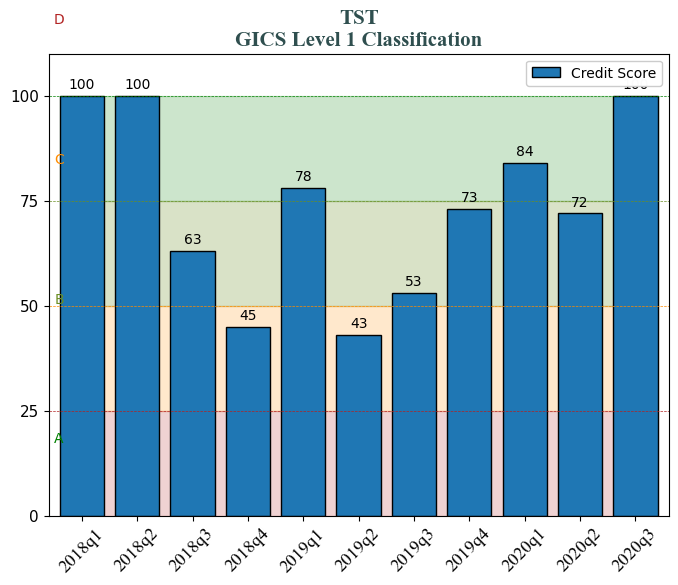 D
TST
GICS Level 1 Classification
Credit Score
100
100
63
45
78
43
53
73
84
72
100
100
75
50
25
0
C
B
A
2018q1
2018q2
2018q3
2018q4
2019q1
2019q2
2019q3
2019q4
2020q1
2020q2
2020q3